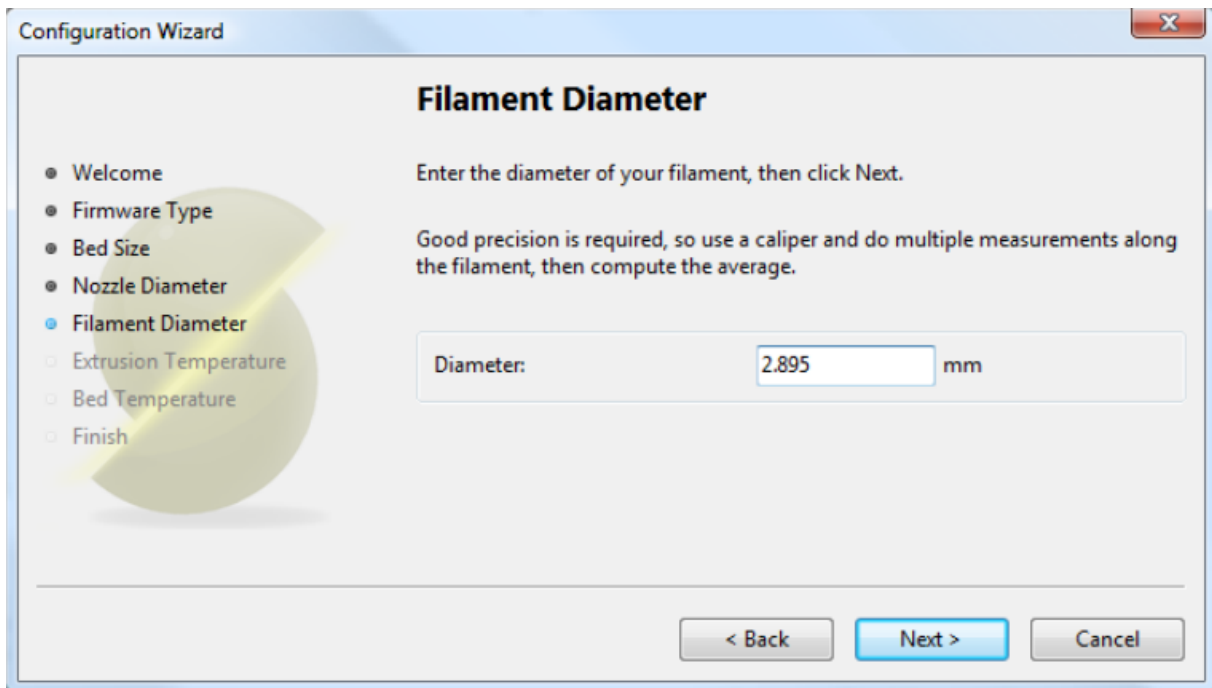 Configuration Wizard
Filament Diameter
Welcome
Firmware Type
Bed Size
Nozzle Diameter
Filament Diameter
Extrusion Temperature
Bed Temperature
Finish
Enter the diameter of your filament, then click Next.
Good precision is required, so use a caliper and do multiple measurements along
the filament, then compute the average.
Diameter: 2.895 mm
< Back Next > Cancel